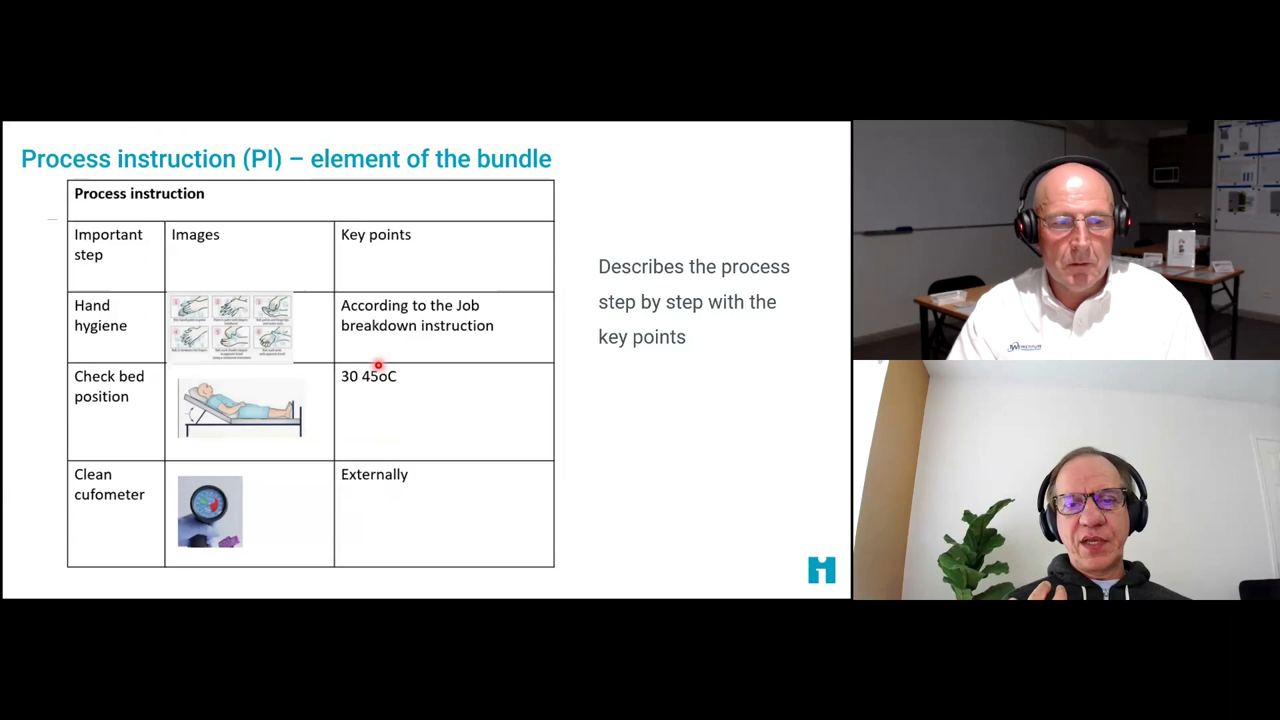 Process instruction (PI) – element of the bundle
Process instruction
Important
step
Images
Key points
Hand
hygiene
According to the Job
breakdown instruction
Check bed
position
30 45oC
Clean
cufometer
Externally
Describes the process
step by step with the
key points